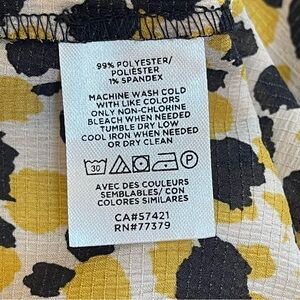 99% POLYESTER/
POLIÉSTER
1% SPANDEX
MACHINE WASH COLD
WITH LIKE COLORS
ONLY NON-CHLORINE
BLEACH WHEN NEEDED
TUMBLE DRY LOW
COOL IRON WHEN NEEDED
OR DRY CLEAN
30
P
AVEC DES COULEURS
SEMBLABLES/ CON
COLORES SIMILARES
CA#57421
RN#77379